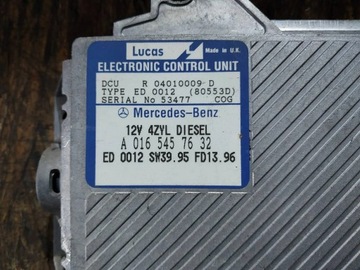 Lucas Made in U.K.
ELECTRONIC CONTROL UNIT
DCU R 04010009 D
TYPE ED 0012 (80553D)
SERIAL No 53477 COG
Mercedes-Benz
12V 4ZYL DIESEL
A 016 545 76 32
ED 0012 SW39.95 FD13.96